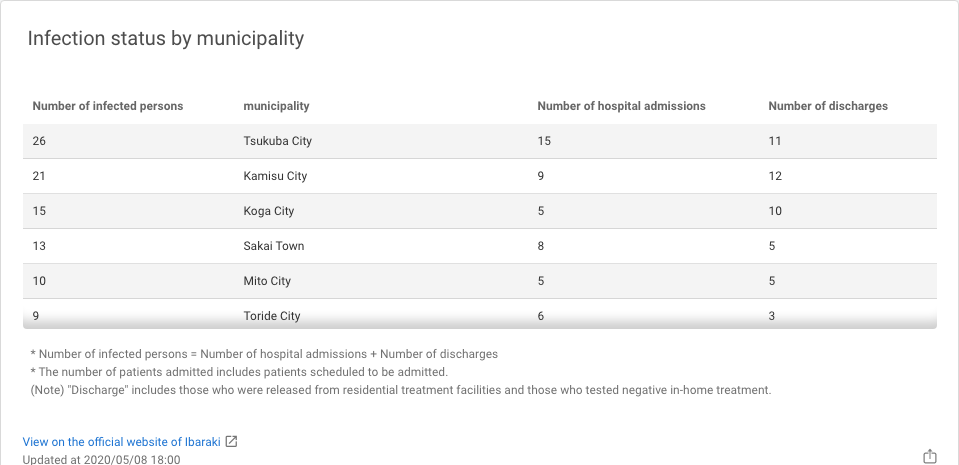 Infection status by municipality
Number of infected persons municipality Number of hospital admissions Number of discharges
26 Tsukuba City 15 11
21 Kamisu City 9 12
15 Koga City 5 10
13 Sakai Town 8 5
10 Mito City 5 5
9 Toride City 6 3
* Number of infected persons = Number of hospital admissions + Number of discharges
* The number of patients admitted includes patients scheduled to be admitted.
(Note) "Discharge" includes those who were released from residential treatment facilities and those who tested negative in-home treatment.
View on the official website of Ibaraki
Updated at 2020/05/08 18:00